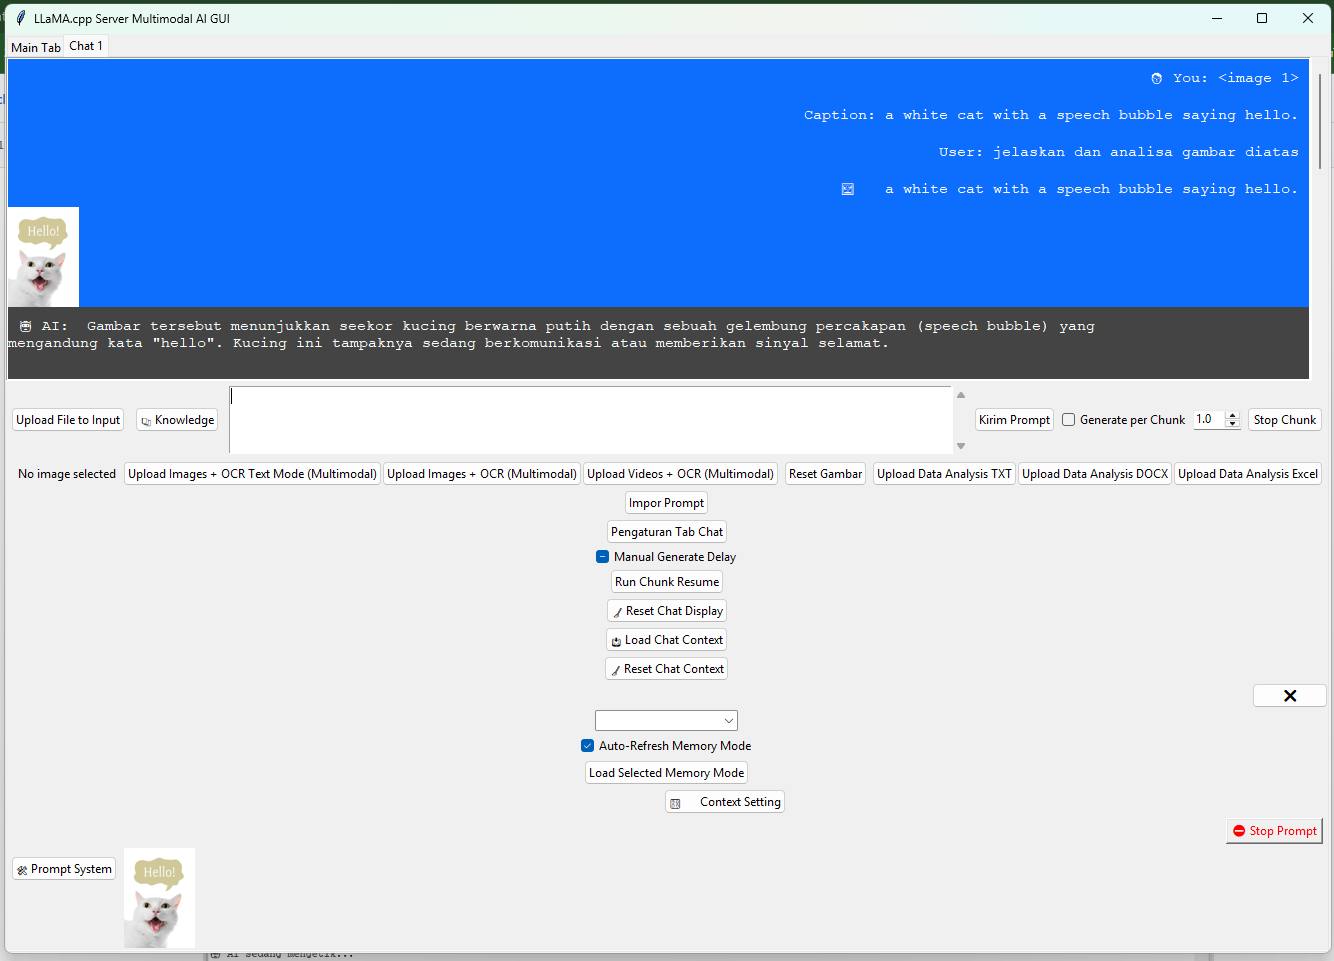 LLaMA.cpp Server Multimodal AI GUI
Main Tab
Chat 1
You: <image 1>
Caption: a white cat with a speech bubble saying hello.
User: jelaskan dan analisa gambar diatas
a white cat with a speech bubble saying hello.
Hello!
AI:  Gambar tersebut menunjukkan seekor kucing berwarna putih dengan sebuah gelembung percakapan (speech bubble) yang
mengandung kata "hello". Kucing ini tampaknya sedang berkomunikasi atau memberikan sinyal selamat.
Upload File to Input
Knowledge
Kirim Prompt
Generate per Chunk
1.0
Stop Chunk
No image selected
Upload Images + OCR Text Mode (Multimodal)
Upload Images + OCR (Multimodal)
Upload Videos + OCR (Multimodal)
Reset Gambar
Upload Data Analysis TXT
Upload Data Analysis DOCX
Upload Data Analysis Excel
Impor Prompt
Pengaturan Tab Chat
Manual Generate Delay
Run Chunk Resume
Reset Chat Display
Load Chat Context
Reset Chat Context
Auto-Refresh Memory Mode
Load Selected Memory Mode
Context Setting
Stop Prompt
Prompt System
Hello!
AI sedang mengetik...